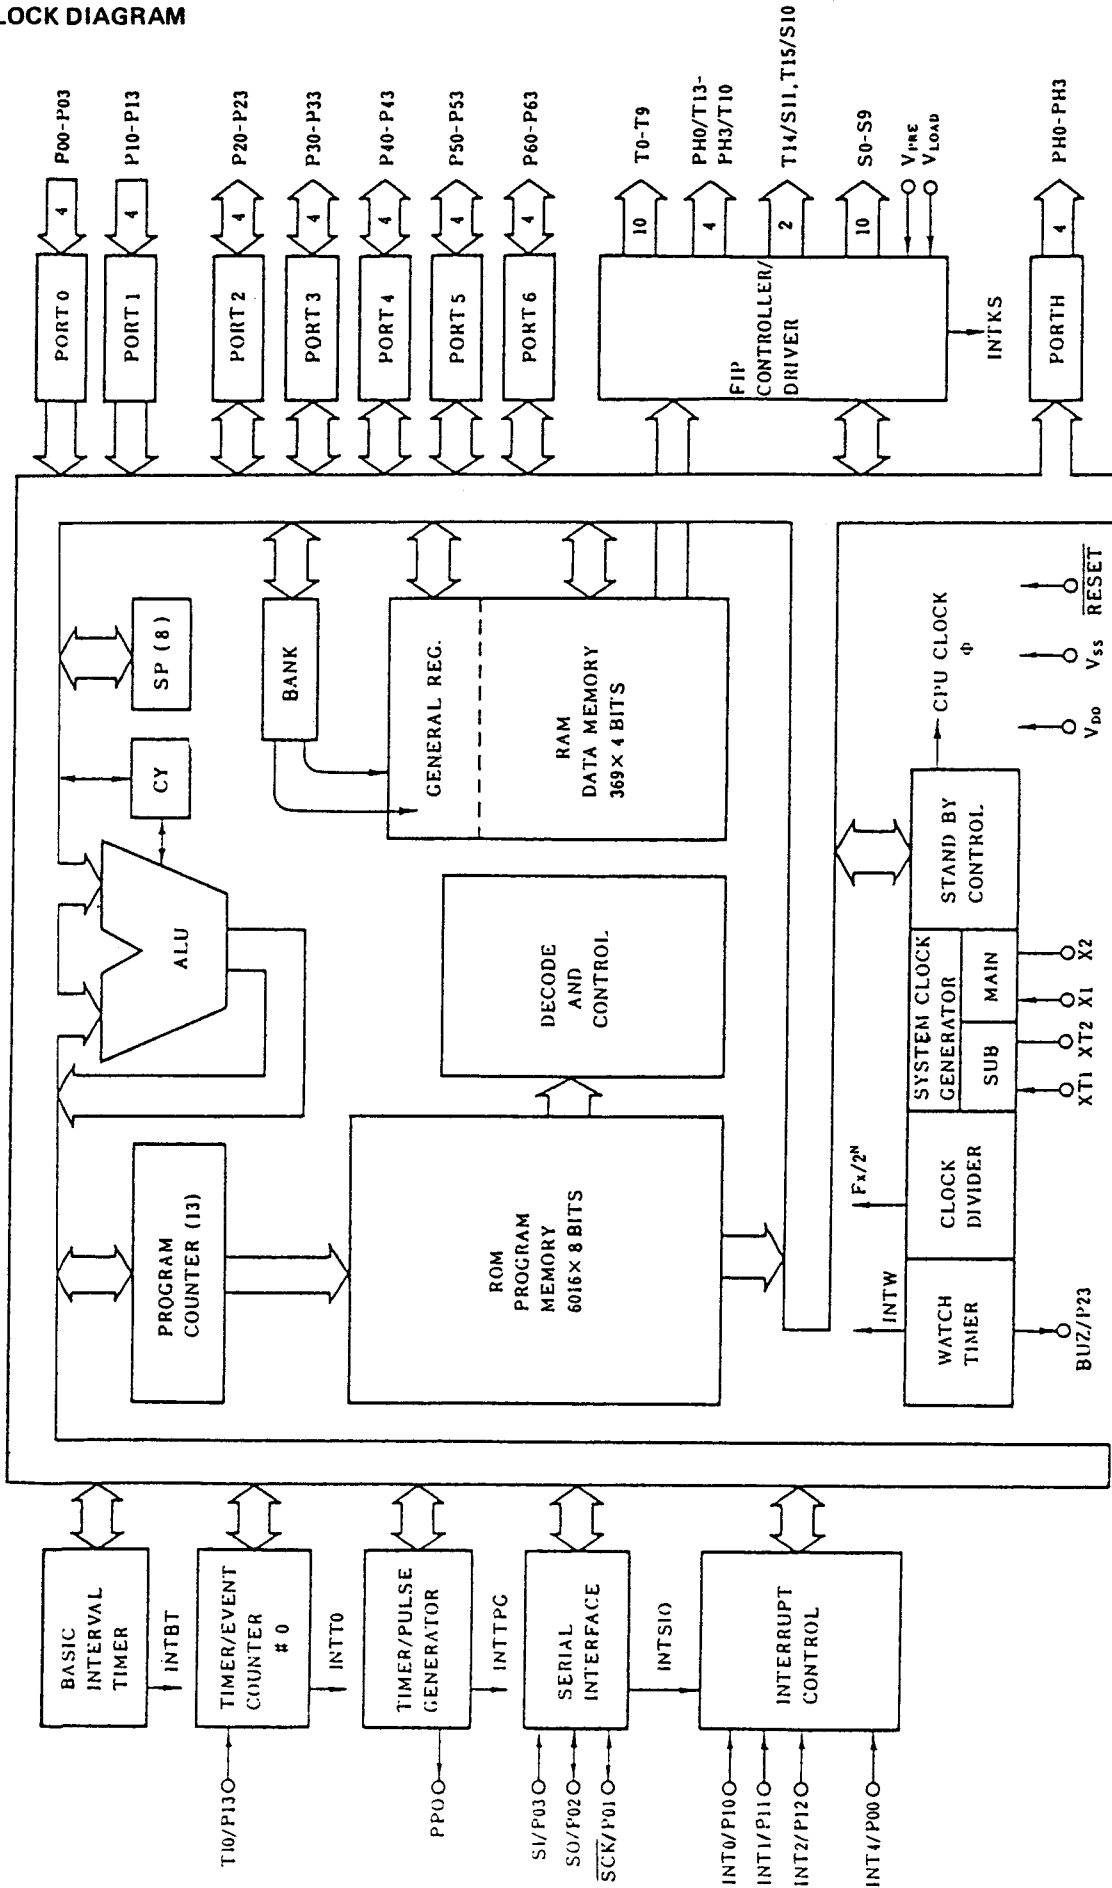 LOCK DIAGRAM
P00-P03
P10-P13
P20-P23
P30-P33
P40-P43
P50-P53
P60-P63
T0-T9
PH0/T13-
PH3/T10
T14/S11, T15/S10
S0-S9
VPRE
VLOAD
PH0-PH3
4
4
4
4
4
4
4
10
4
2
10
4
PORT 0
PORT 1
PORT 2
PORT 3
PORT 4
PORT 5
PORT 6
FIP
CONTROLLER/
DRIVER
INTKS
PORTH
SP (8)
CY
ALU
BANK
GENERAL REG.
RAM
DATA MEMORY
369 × 4 BITS
DECODE
AND
CONTROL
PROGRAM
COUNTER (13)
ROM
PROGRAM
MEMORY
6016 × 8 BITS
CPU CLOCK
Φ
RESET
VSS
VDD
STAND BY
CONTROL
SYSTEM CLOCK
GENERATOR
MAIN
SUB
X2
X1
XT2
XT1
CLOCK
DIVIDER
Fx/2^N
WATCH
TIMER
INTW
BUZ/P23
BASIC
INTERVAL
TIMER
INTBT
TIMER/EVENT
COUNTER
#0
INTT0
TIMER/PULSE
GENERATOR
INTTPG
SERIAL
INTERFACE
INTSIO
INTERRUPT
CONTROL
TI0/P13
PPO
SI/P03
SO/P02
SCK/P01
INT0/P10
INT1/P11
INT2/P12
INT4/P00